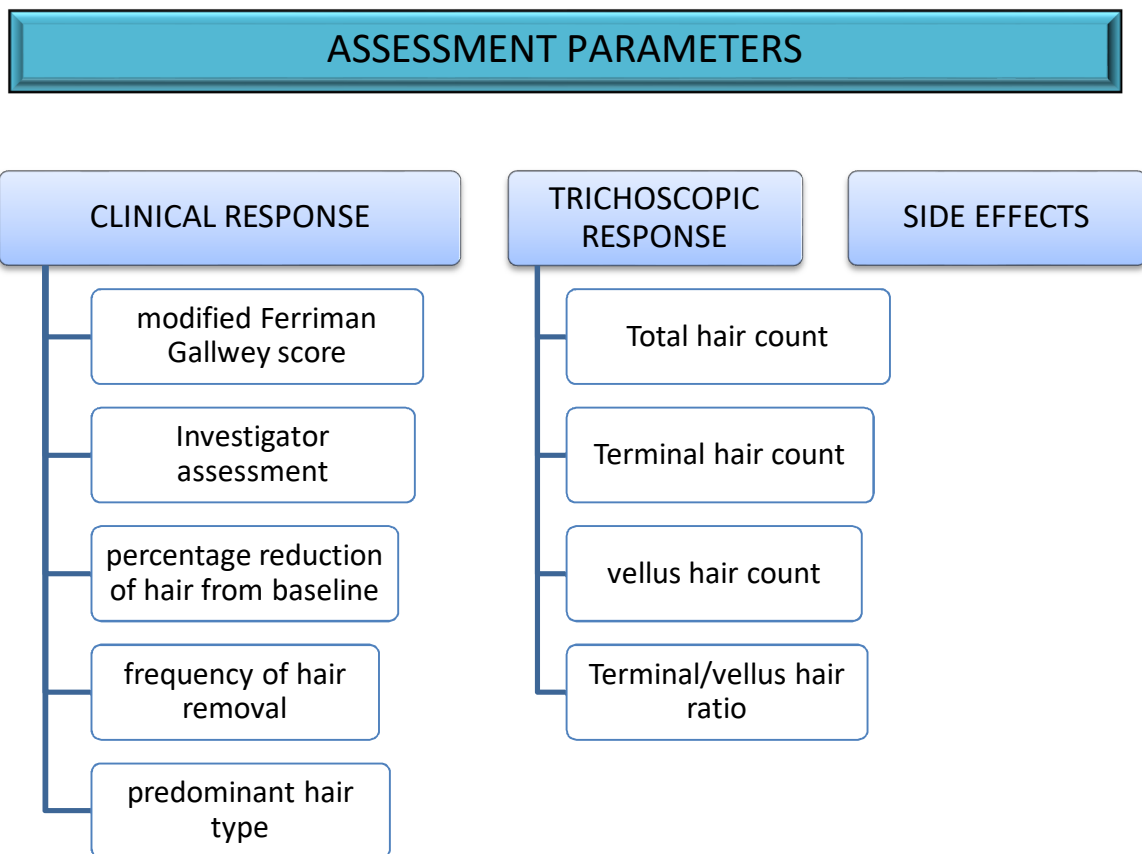 ASSESSMENT PARAMETERS
CLINICAL RESPONSE
modified Ferriman
Gallwey score
Investigator
assessment
percentage reduction
of hair from baseline
frequency of hair
removal
predominant hair
type
TRICHOSCOPIC
RESPONSE
Total hair count
Terminal hair count
vellus hair count
Terminal/vellus hair
ratio
SIDE EFFECTS